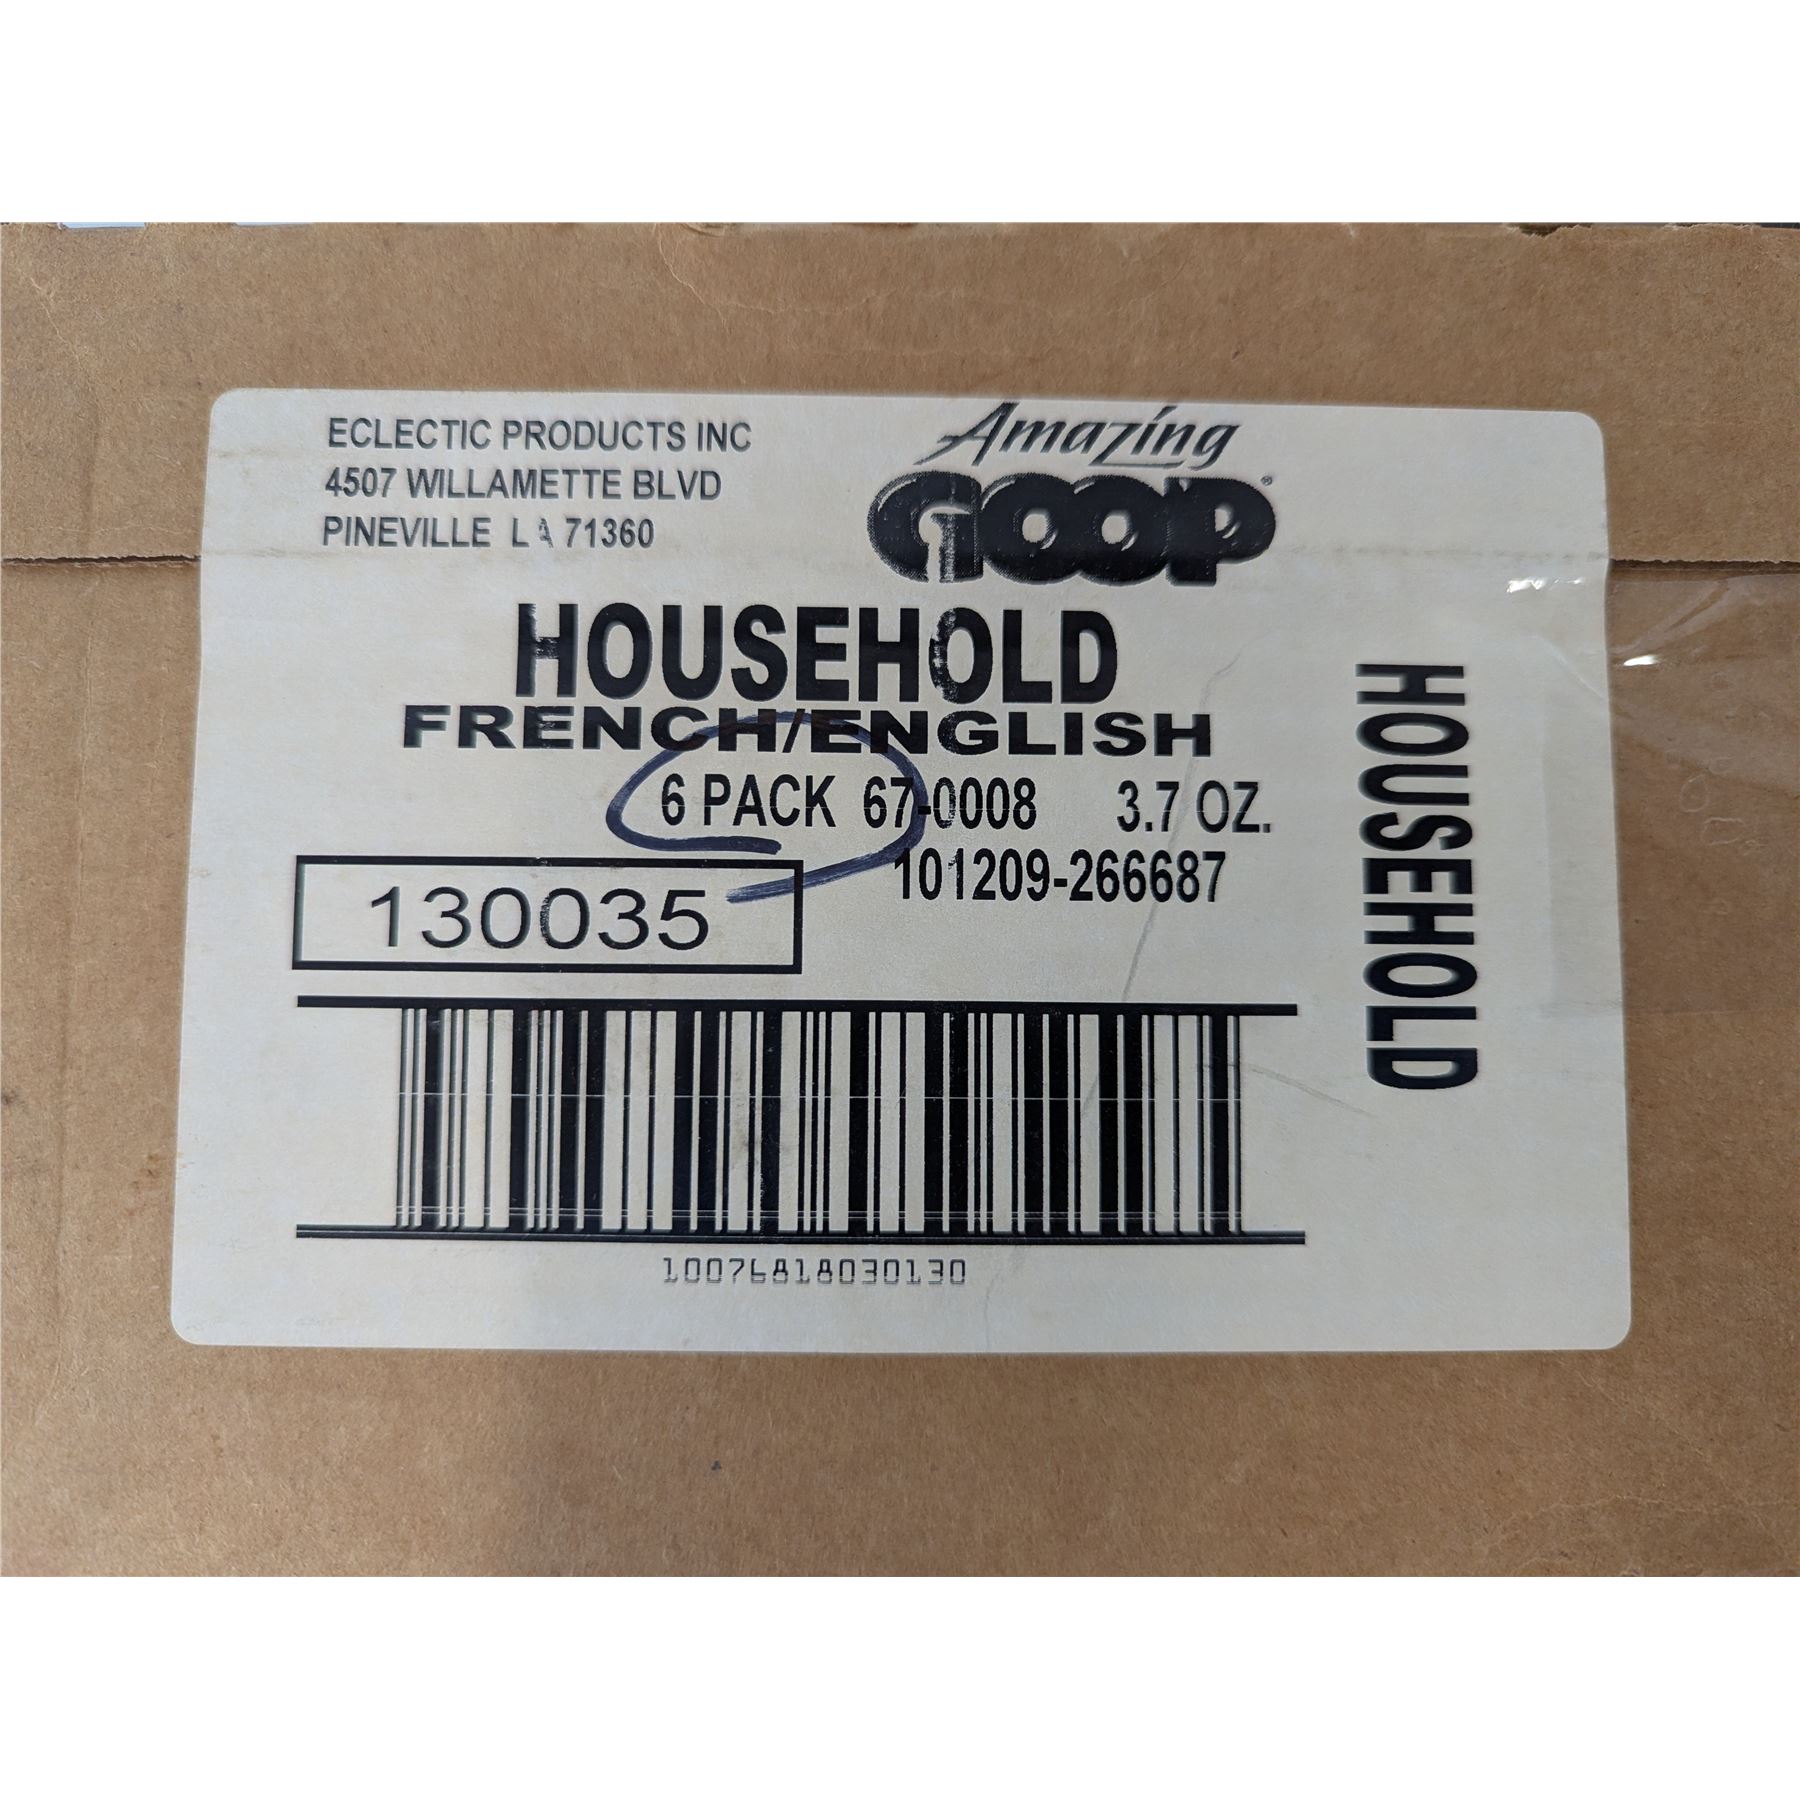 ECLECTIC PRODUCTS INC
4507 WILLAMETTE BLVD
PINEVILLE LA 71360
Amazing
GOOP®
HOUSEHOLD
FRENCH/ENGLISH
6 PACK 67-0008 3.7 OZ.
101209-266687
130035
10076818030130
HOUSEHOLD